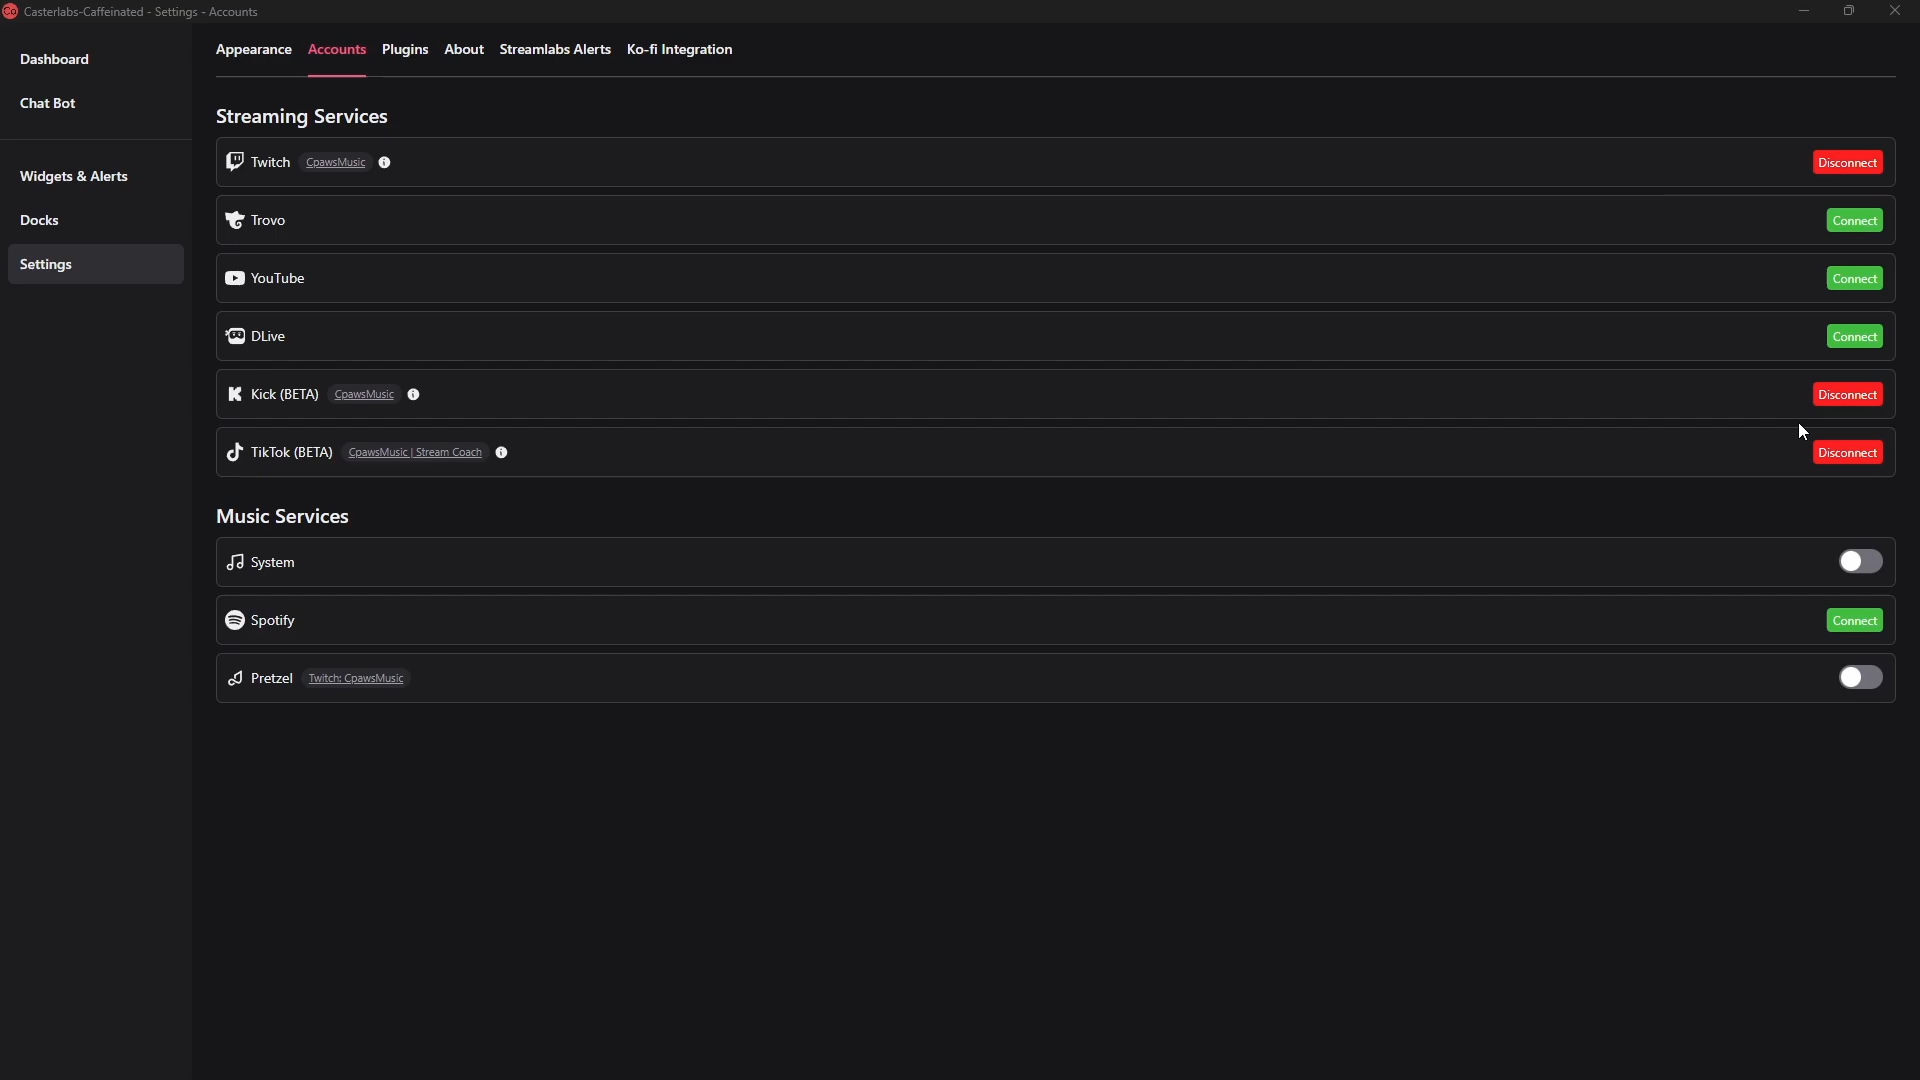 Casterlabs-Caffeinated - Settings - Accounts
Dashboard
Chat Bot
Widgets & Alerts
Docks
Settings
Appearance Accounts Plugins About Streamlabs Alerts Ko-fi Integration
Streaming Services
Twitch CpawsMusic Disconnect
Trovo Connect
YouTube Connect
DLive Connect
Kick (BETA) CpawsMusic Disconnect
TikTok (BETA) CpawsMusic | Stream Coach Disconnect
Music Services
System
Spotify Connect
Pretzel Twitch: CpawsMusic